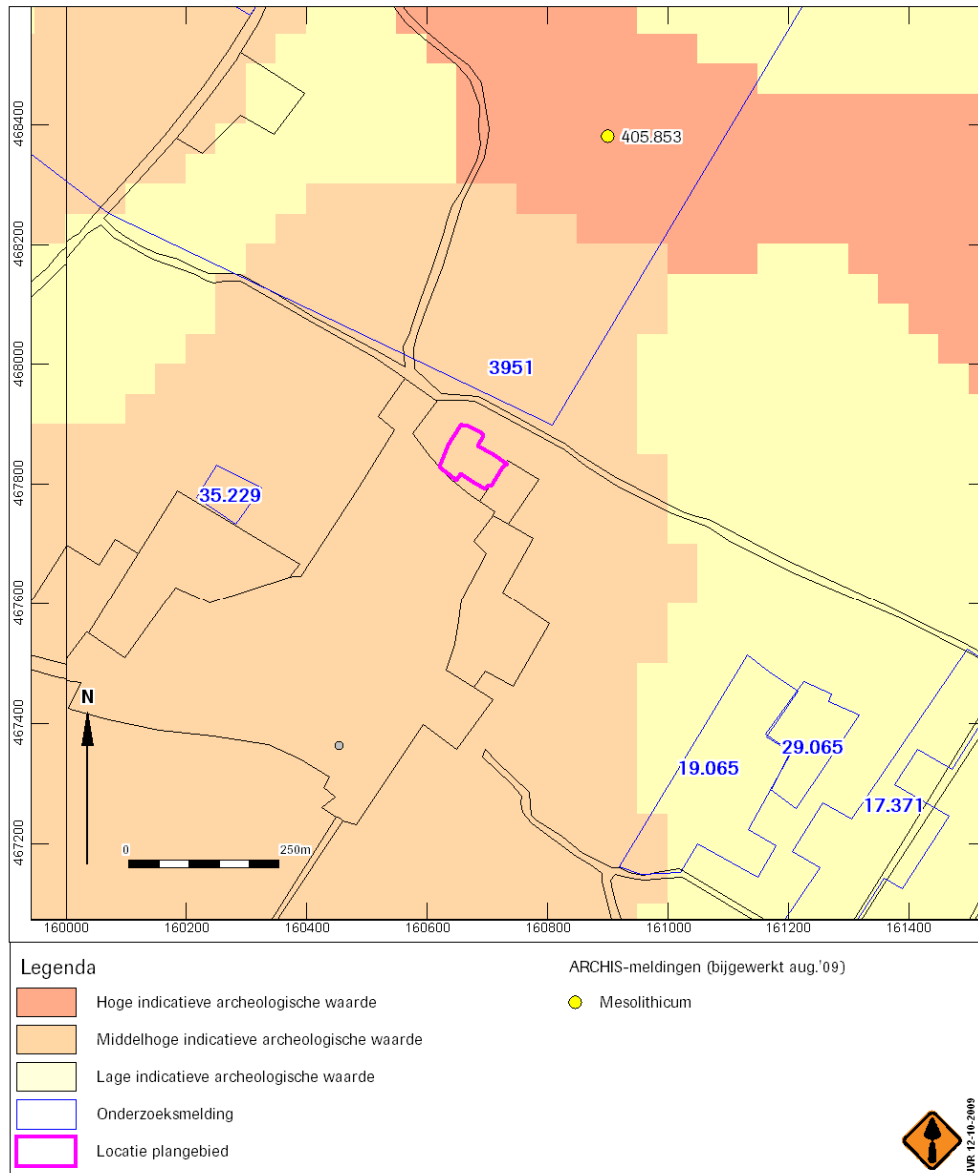 468400
468200
468000
467800
467600
467400
467200
405.853
3951
35.229
19.065
29.065
17.371
N
0 250m
160000 160200 160400 160600 160800 161000 161200 161400
Legenda
Hoge indicatieve archeologische waarde
Middelhoge indicatieve archeologische waarde
Lage indicatieve archeologische waarde
Onderzoeksmelding
Locatie plangebied
ARCHIS-meldingen (bijgewerkt aug.'09)
Mesolithicum
JVR 12-10-2009